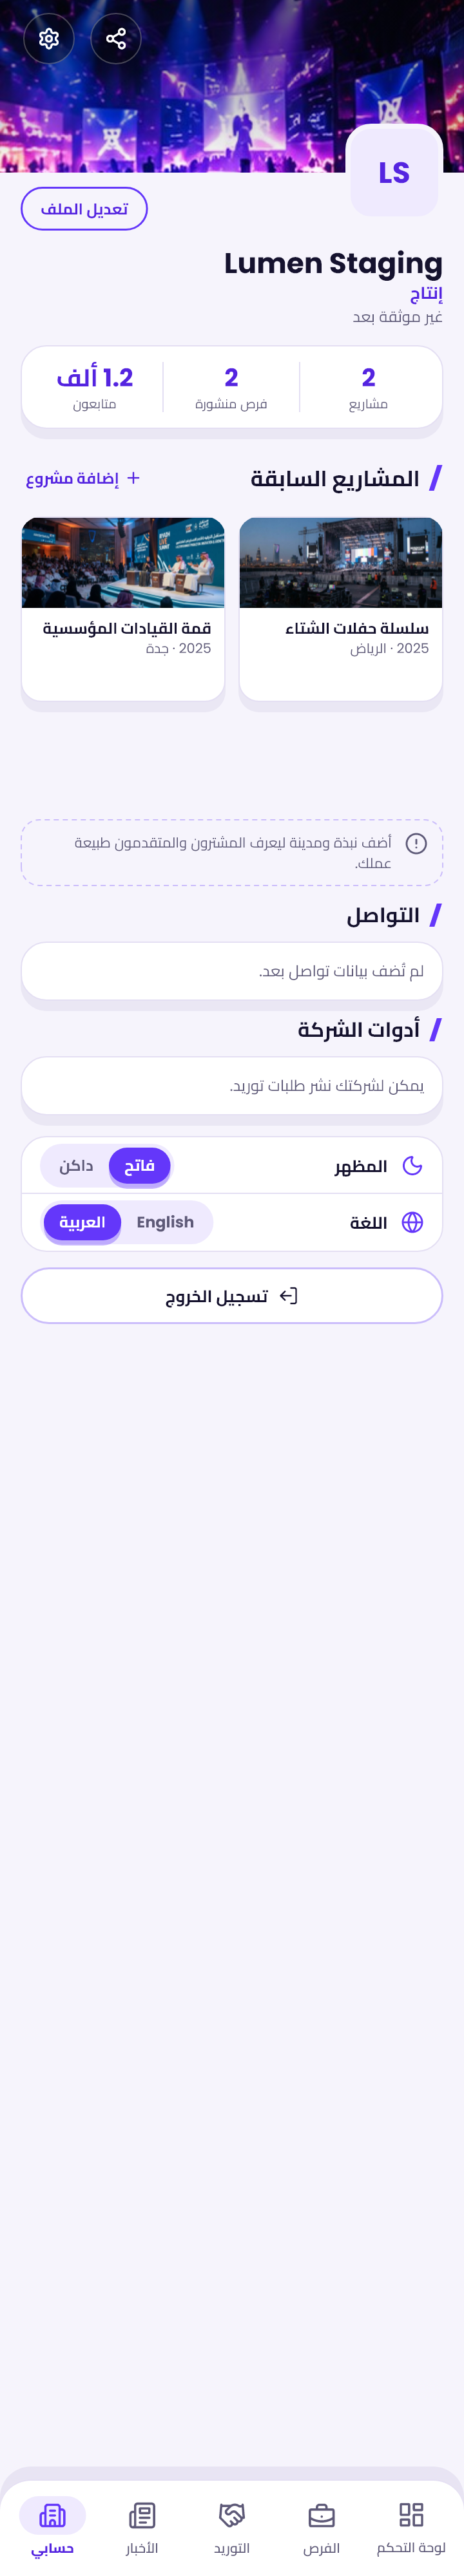 LS
تعديل الملف
Lumen Staging
إنتاج
غير موثقة بعد
2
مشاريع
2
فرص منشورة
1.2 ألف
متابعون
المشاريع السابقة
+ إضافة مشروع
سلسلة حفلات الشتاء
2025 · الرياض
قمة القيادات المؤسسية
2025 · جدة
أضف نبذة ومدينة ليعرف المشترون والمتقدمون طبيعة
عملك.
التواصل
لم تُضف بيانات تواصل بعد.
أدوات الشركة
يمكن لشركتك نشر طلبات توريد.
المظهر
فاتح
داكن
اللغة
English
العربية
تسجيل الخروج
لوحة التحكم
الفرص
التوريد
الأخبار
حسابي